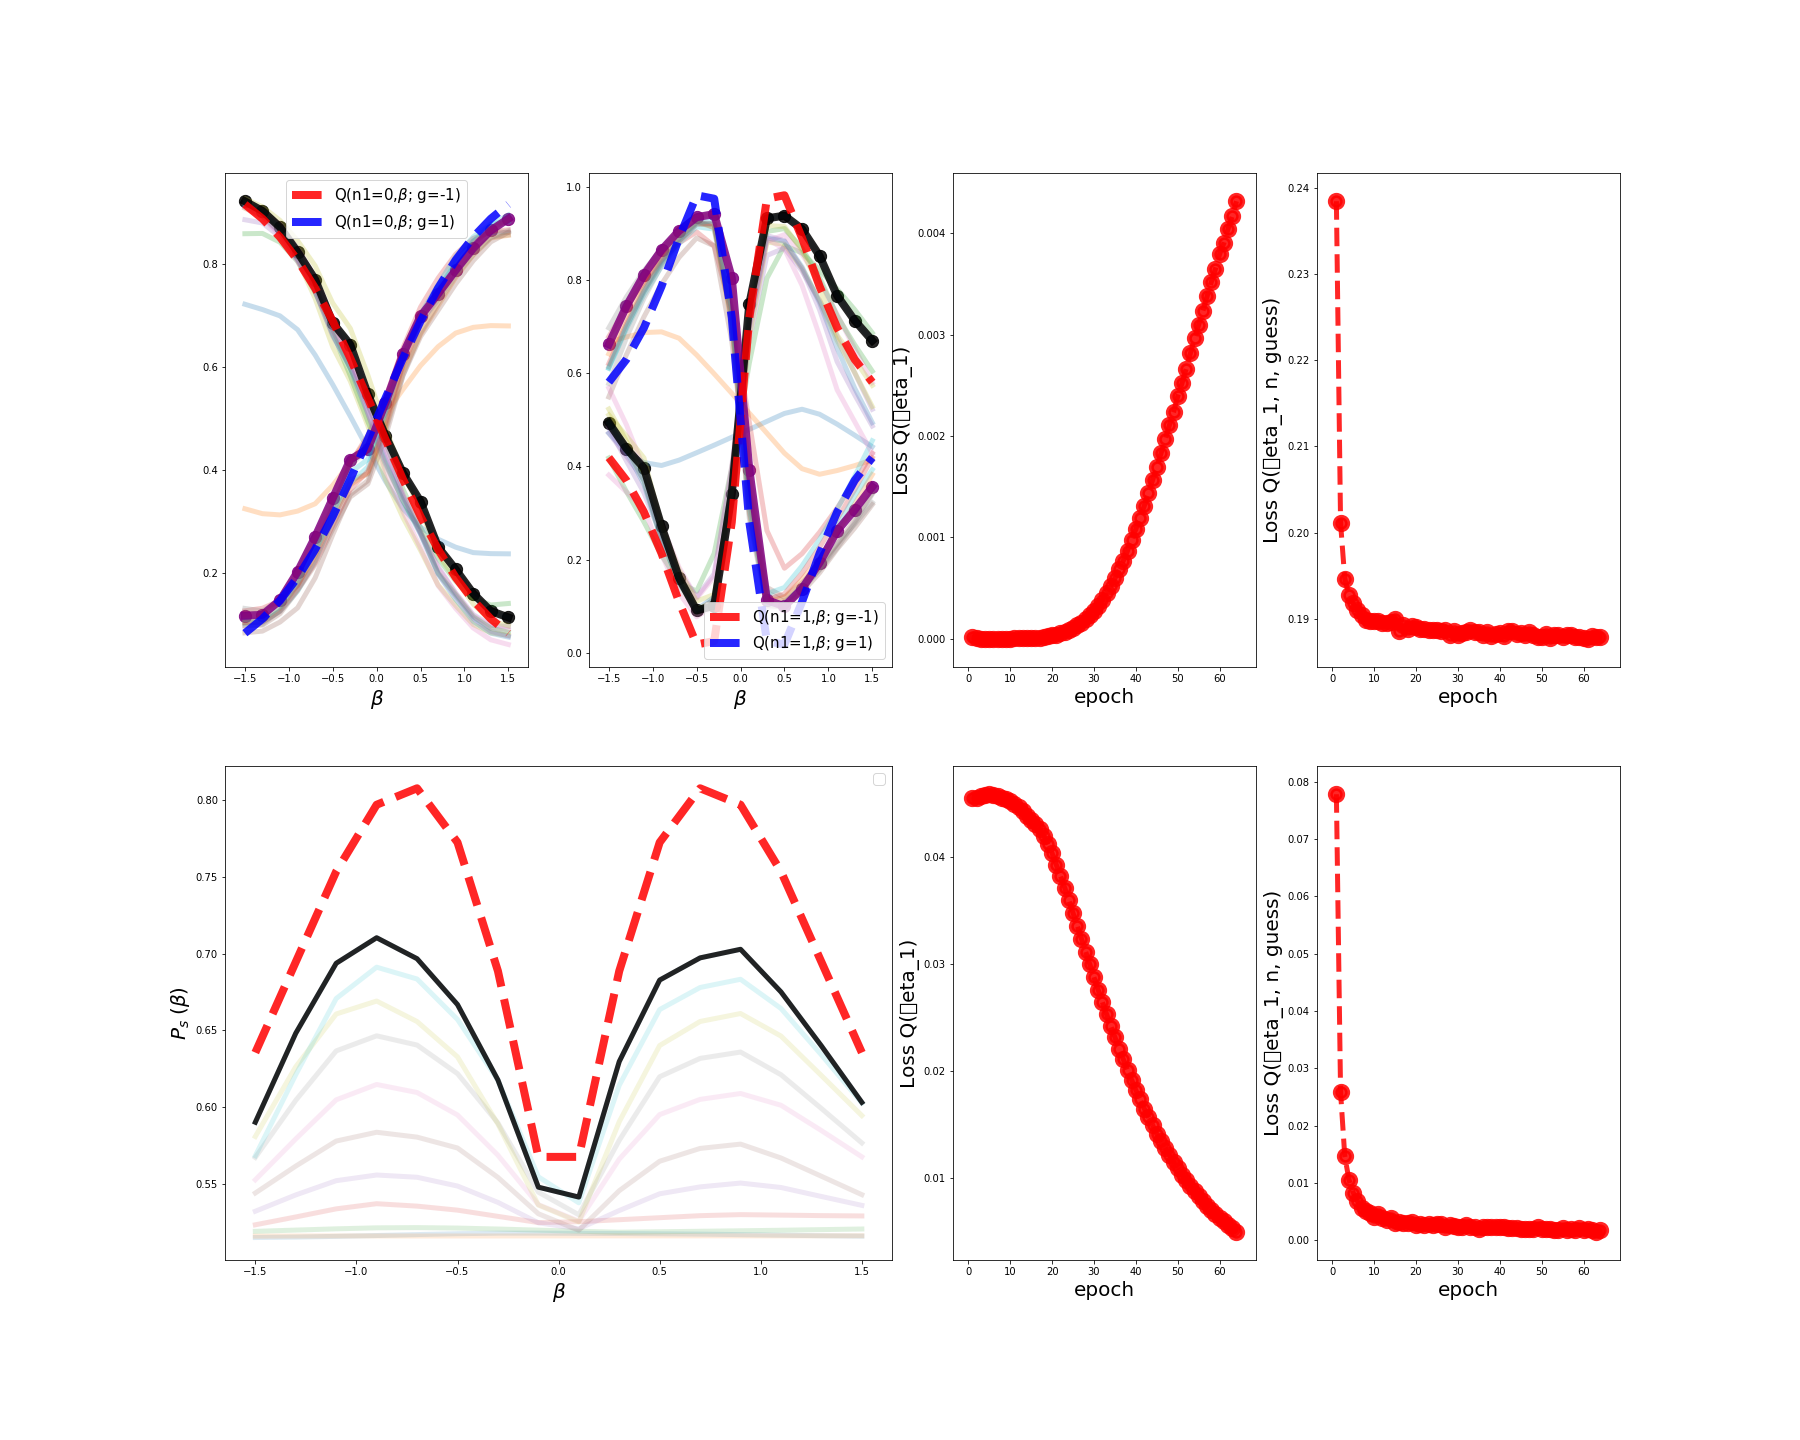 Q(n1=0,β; g=-1)
Q(n1=0,β; g=1)
0.8
0.6
0.4
0.2
−1.5 −1.0 −0.5 0.0 0.5 1.0 1.5
β
1.0
0.8
0.6
0.4
0.2
0.0
Q(n1=1,β; g=-1)
Q(n1=1,β; g=1)
−1.5 −1.0 −0.5 0.0 0.5 1.0 1.5
β
Loss Q(▯eta_1)
0.004
0.003
0.002
0.001
0.000
0 10 20 30 40 50 60
epoch
Loss Q(▯eta_1, n, guess)
0.24
0.23
0.22
0.21
0.20
0.19
0 10 20 30 40 50 60
epoch
Pₛ (β)
0.80
0.75
0.70
0.65
0.60
0.55
−1.5 −1.0 −0.5 0.0 0.5 1.0 1.5
β
Loss Q(▯eta_1)
0.04
0.03
0.02
0.01
0 10 20 30 40 50 60
epoch
Loss Q(▯eta_1, n, guess)
0.08
0.07
0.06
0.05
0.04
0.03
0.02
0.01
0.00
0 10 20 30 40 50 60
epoch